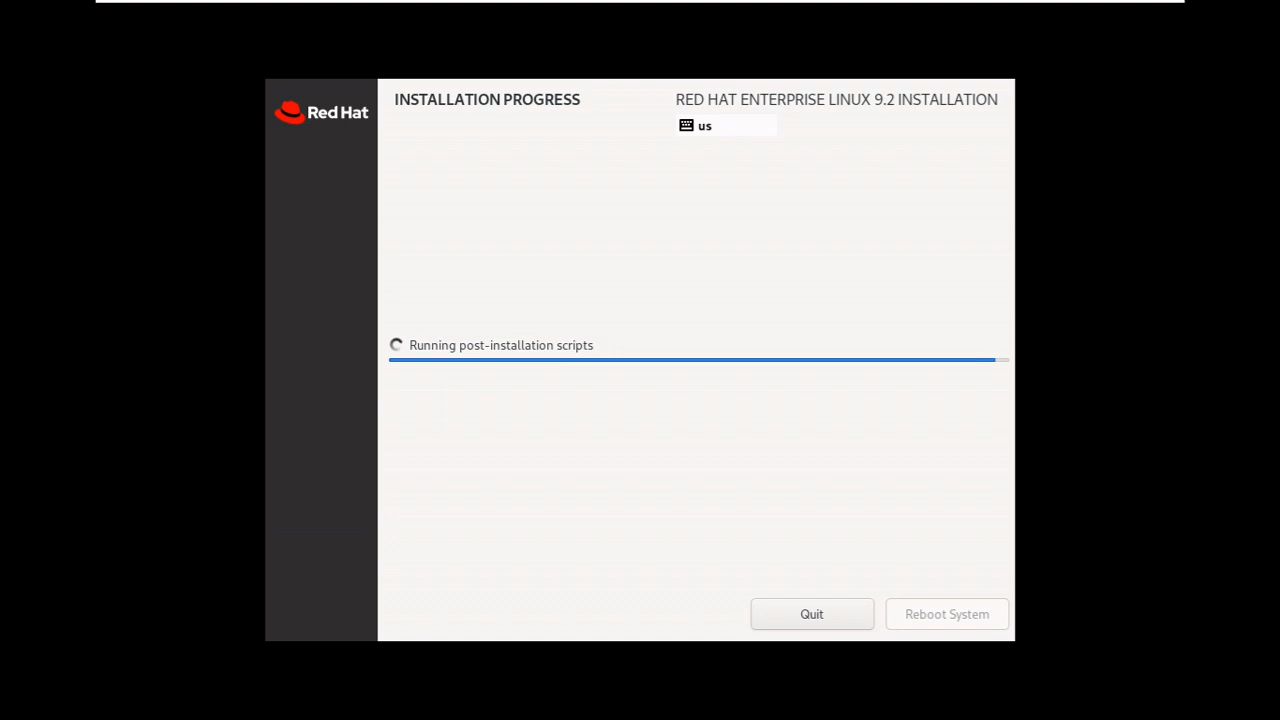 Red Hat
INSTALLATION PROGRESS
RED HAT ENTERPRISE LINUX 9.2 INSTALLATION
us
Running post-installation scripts
Quit
Reboot System